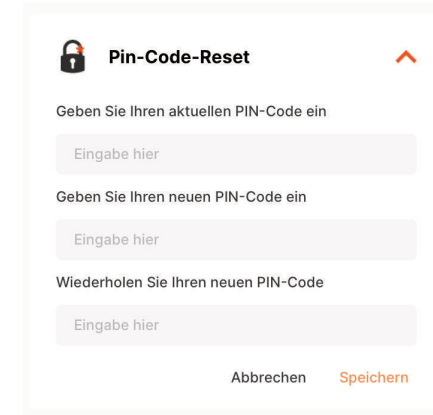 Pin-Code-Reset
Geben Sie Ihren aktuellen PIN-Code ein
Eingabe hier
Geben Sie Ihren neuen PIN-Code ein
Eingabe hier
Wiederholen Sie Ihren neuen PIN-Code
Eingabe hier
Abbrechen Speichern